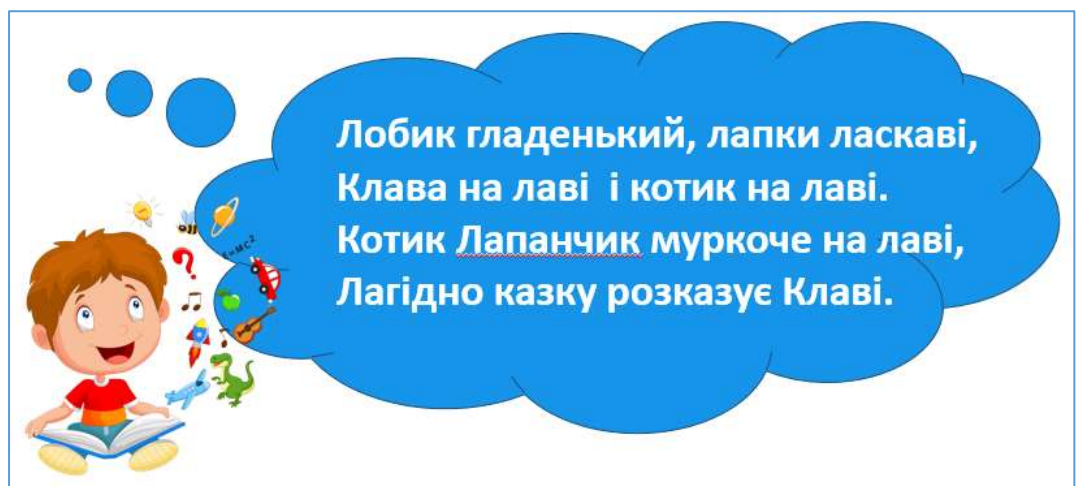 Лобик гладенький, лапки ласкаві,
Клава на лаві і котик на лаві.
Котик Лапанчик муркоче на лаві,
Лагідно казку розказує Клаві.
E=MC2